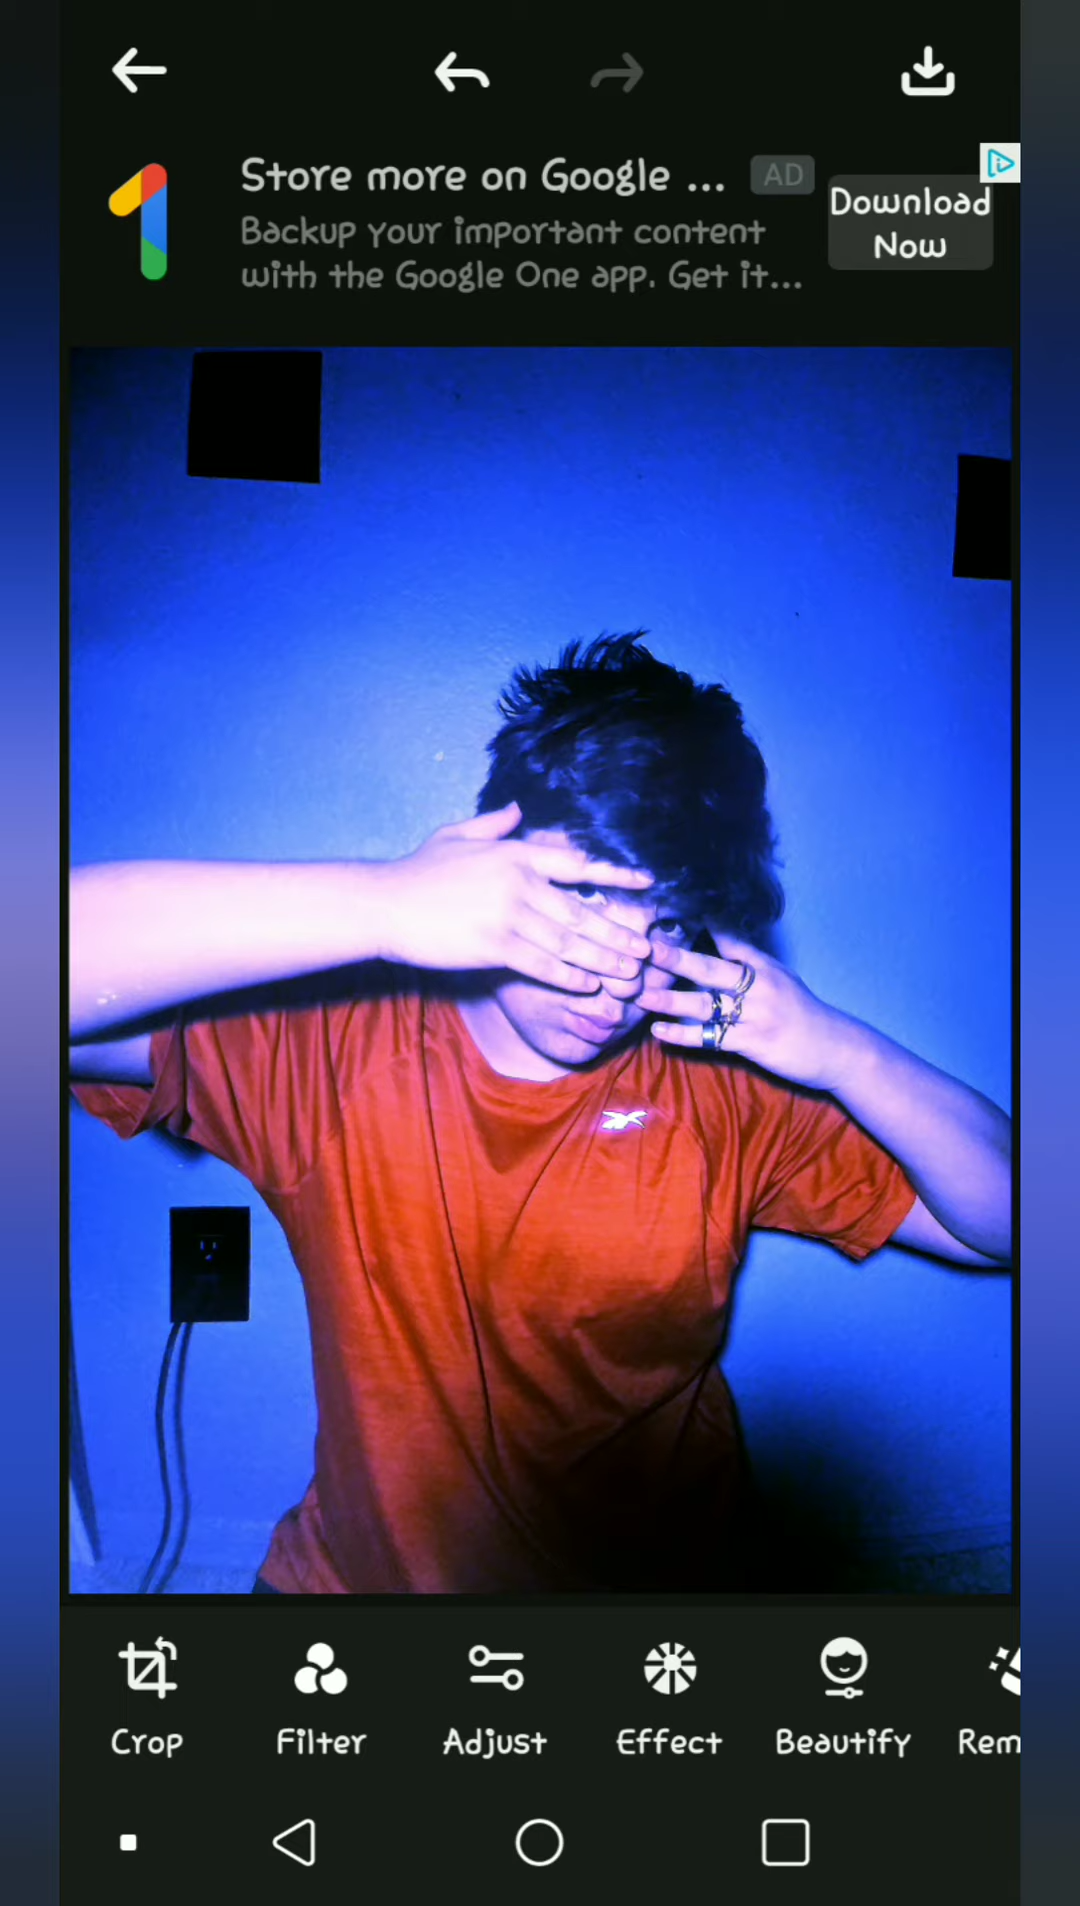 Store more on Google ...
AD
Backup your important content
with the Google One app. Get it...
Download
Now
Crop
Filter
Adjust
Effect
Beautify
Rem